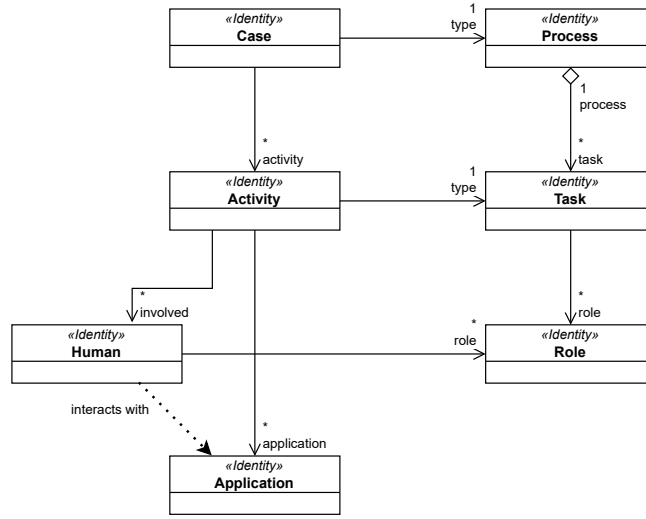 «Identity»
Case
1
type
«Identity»
Process
1
process
*
activity
*
task
«Identity»
Activity
1
type
«Identity»
Task
*
involved
*
role
«Identity»
Human
*
role
«Identity»
Role
interacts with
*
application
«Identity»
Application